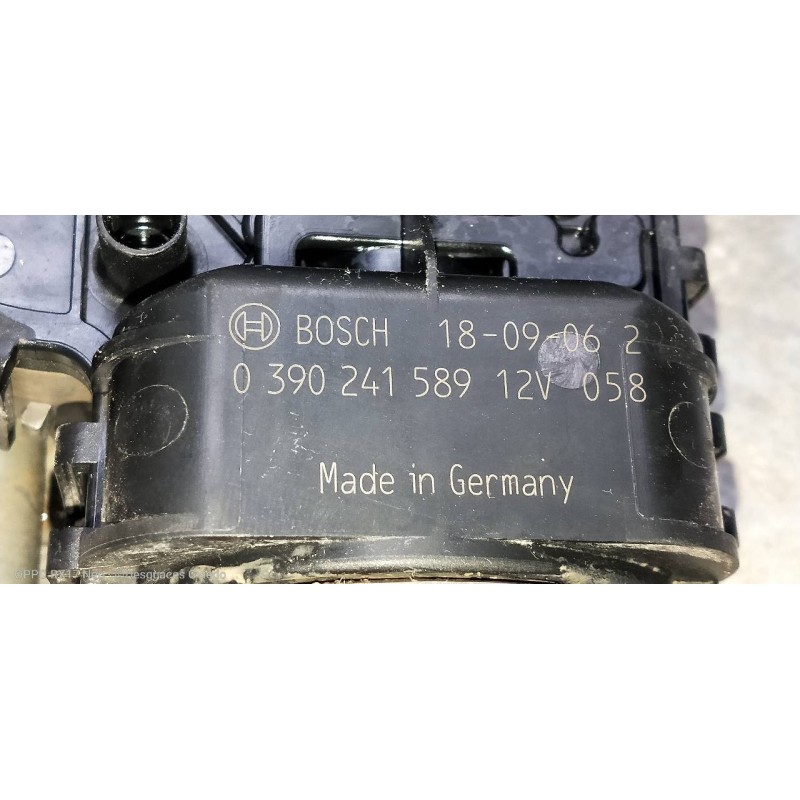 BOSCH 18-09-06 2
0 390 241 589 12V 058
Made in Germany